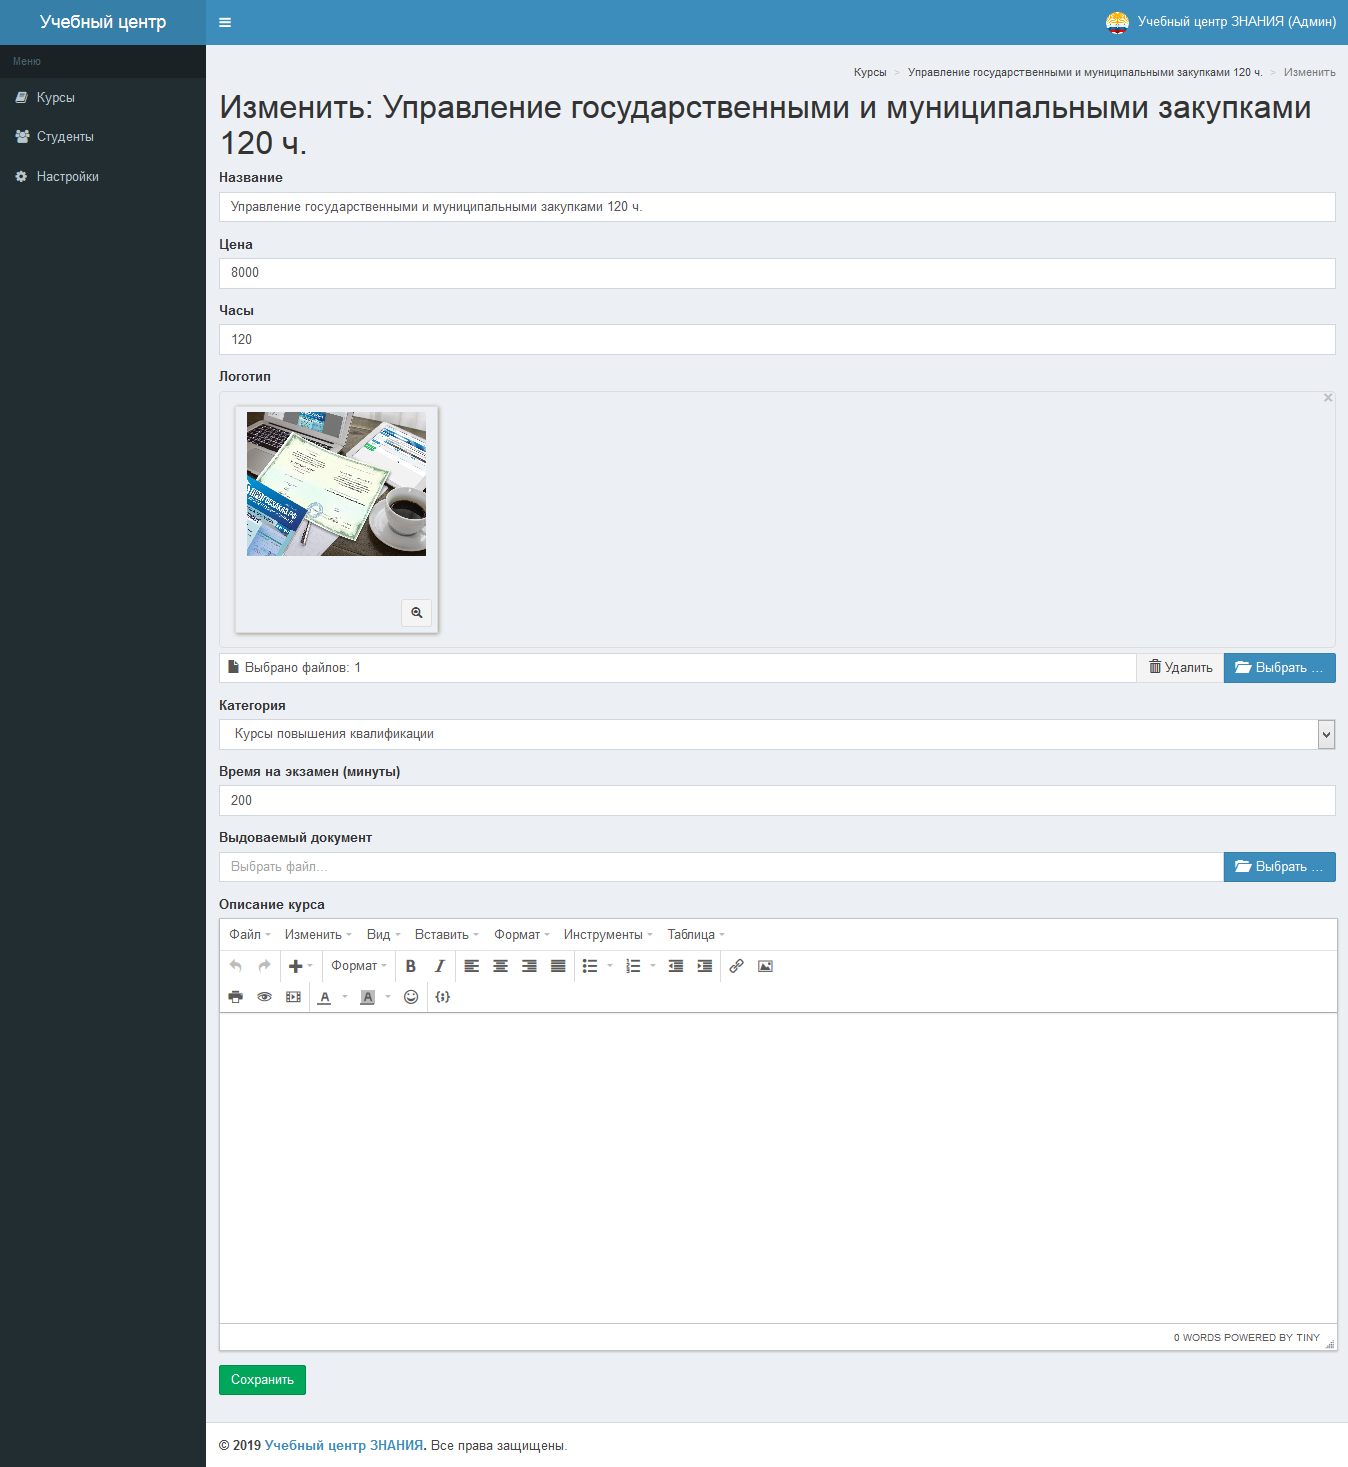 Учебный центр
Учебный центр ЗНАНИЯ (Админ)
Меню
Курсы
Студенты
Настройки
Курсы > Управление государственными и муниципальными закупками 120 ч. > Изменить
Изменить: Управление государственными и муниципальными закупками
120 ч.
Название
Управление государственными и муниципальными закупками 120 ч.
Цена
8000
Часы
120
Логотип
Выбрано файлов: 1
Удалить
Выбрать ...
Категория
Курсы повышения квалификации
Время на экзамен (минуты)
200
Выдоваемый документ
Выбрать файл...
Выбрать ...
Описание курса
Файл Изменить Вид Вставить Формат Инструменты Таблица
Формат
0 WORDS POWERED BY TINY
Сохранить
© 2019 Учебный центр ЗНАНИЯ. Все права защищены.